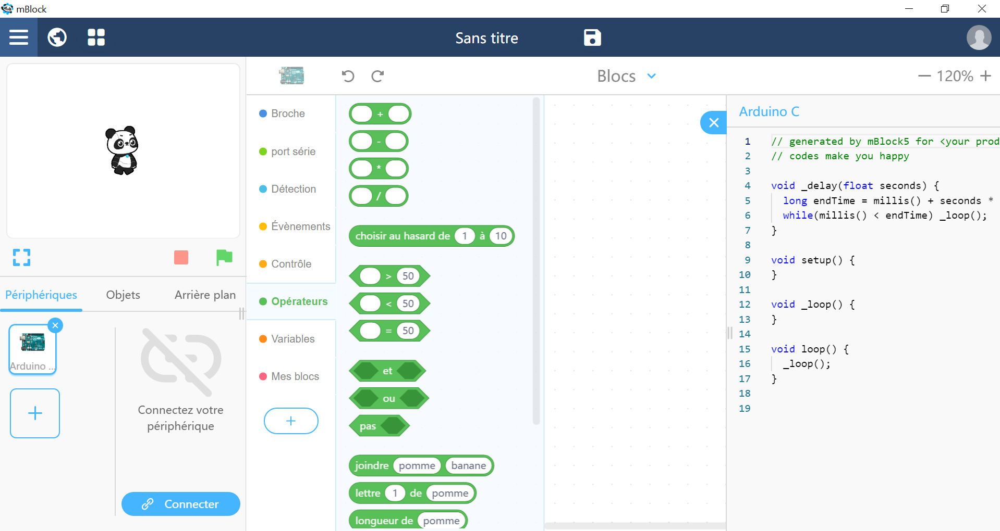 mBlock
Sans titre
Blocs
120%
Périphériques
Objets
Arrière plan
Arduino ...
Connectez votre
périphérique
Connecter
Broche
port série
Détection
Évènements
Contrôle
Opérateurs
Variables
Mes blocs
+
-
*
/
choisir au hasard de 1 à 10
> 50
< 50
= 50
et
ou
pas
joindre pomme banane
lettre 1 de pomme
longueur de pomme
Arduino C
1 // generated by mBlock5 for <your prod
2 // codes make you happy
3
4 void _delay(float seconds) {
5 long endTime = millis() + seconds *
6 while(millis() < endTime) _loop();
7 }
8
9 void setup() {
10 }
11
12 void _loop() {
13 }
14
15 void loop() {
16 _loop();
17 }
18
19